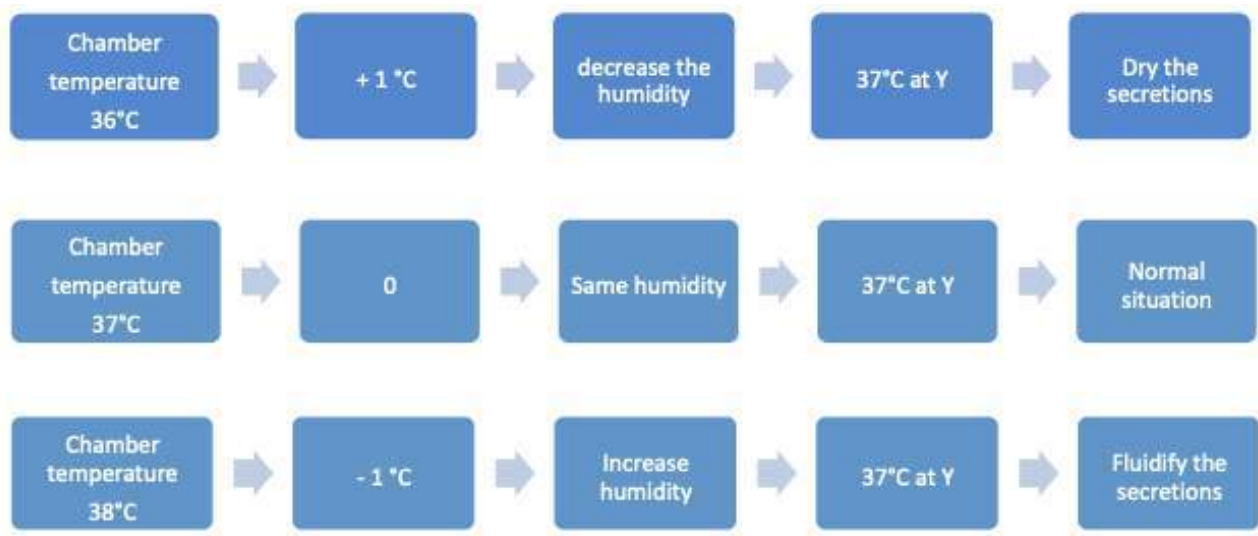 Chamber
temperature
36°C
+ 1 °C
decrease the
humidity
37°C at Y
Dry the
secretions
Chamber
temperature
37°C
0
Same humidity
37°C at Y
Normal
situation
Chamber
temperature
38°C
- 1 °C
Increase
humidity
37°C at Y
Fluidify the
secretions